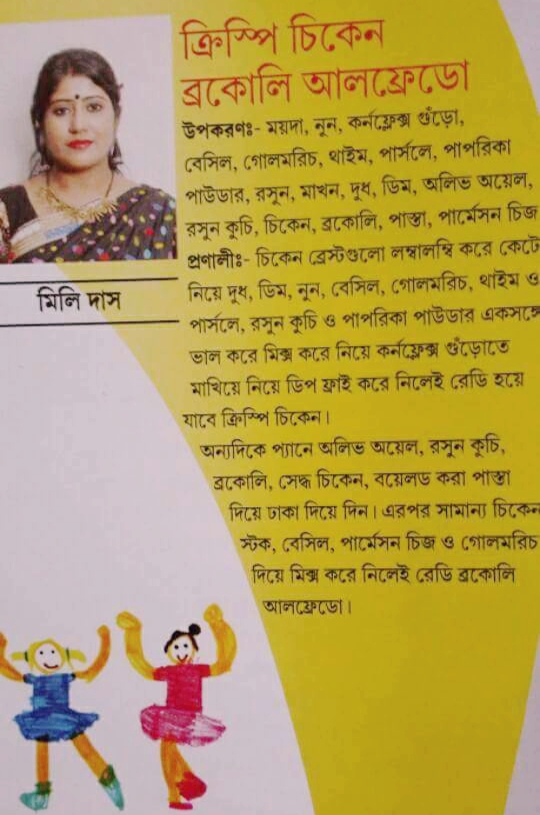 ক্রিস্পি চিকেন
ব্রকোলি আলফ্রেডো
উপকরণঃ- ময়দা, নুন, কর্নফ্লেক্স গুঁড়ো,
বেসিল, গোলমরিচ, থাইম, পার্সলে, পাপরিকা
পাউডার, রসুন, মাখন, দুধ, ডিম, অলিভ অয়েল,
রসুন কুচি, চিকেন, ব্রকোলি, পাস্তা, পার্মেসন চিজ
প্রণালীঃ- চিকেন ব্রেস্টগুলো লম্বালম্বি করে কেটে
নিয়ে দুধ, ডিম, নুন, বেসিল, গোলমরিচ, থাইম ও
পার্সলে, রসুন কুচি ও পাপরিকা পাউডার একসঙ্গে
ভাল করে মিক্স করে নিয়ে কর্নফ্লেক্স গুঁড়োতে
মাখিয়ে নিয়ে ডিপ ফ্রাই করে নিলেই রেডি হয়ে
যাবে ক্রিস্পি চিকেন।
অন্যদিকে প্যানে অলিভ অয়েল, রসুন কুচি,
ব্রকোলি, সেদ্ধ চিকেন, বয়েলড করা পাস্তা
দিয়ে ঢাকা দিয়ে দিন। এরপর সামান্য চিকেন
স্টক, বেসিল, পার্মেসন চিজ ও গোলমরিচ
দিয়ে মিক্স করে নিলেই রেডি ব্রকোলি
আলফ্রেডো।
মিলি দাস